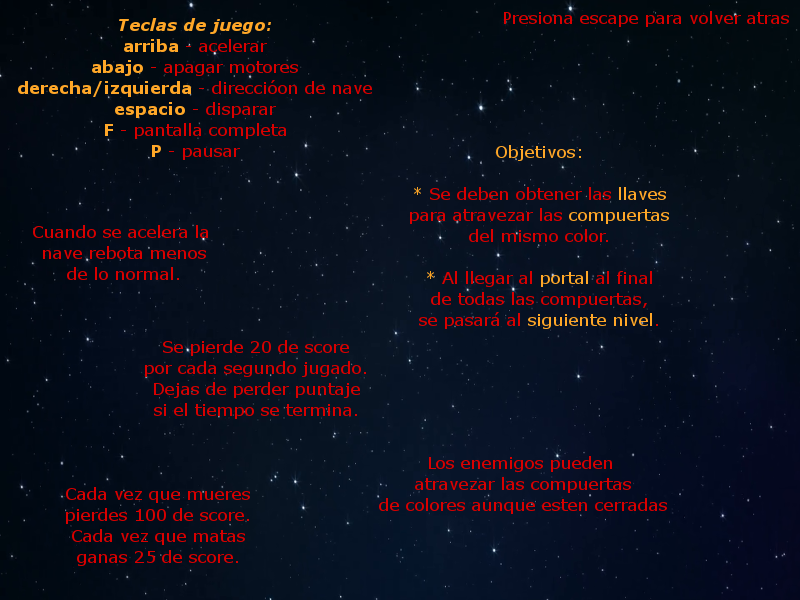 Presiona escape para volver atras
Teclas de juego:
arriba - acelerar
abajo - apagar motores
derecha/izquierda - direccióon de nave
espacio - disparar
F - pantalla completa
P - pausar
Objetivos:
* Se deben obtener las llaves
para atravezar las compuertas
del mismo color.
* Al llegar al portal al final
de todas las compuertas,
se pasará al siguiente nivel.
Cuando se acelera la
nave rebota menos
de lo normal.
Se pierde 20 de score
por cada segundo jugado.
Dejas de perder puntaje
si el tiempo se termina.
Los enemigos pueden
atravezar las compuertas
de colores aunque esten cerradas
Cada vez que mueres
pierdes 100 de score.
Cada vez que matas
ganas 25 de score.